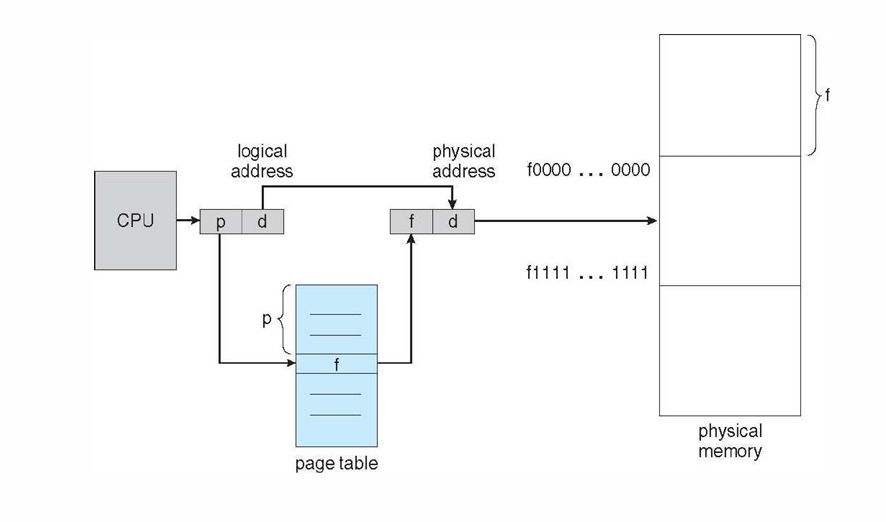 f
logical
address
physical
address
f0000 ... 0000
CPU
p
d
f
d
f1111 ... 1111
p
f
page table
physical
memory